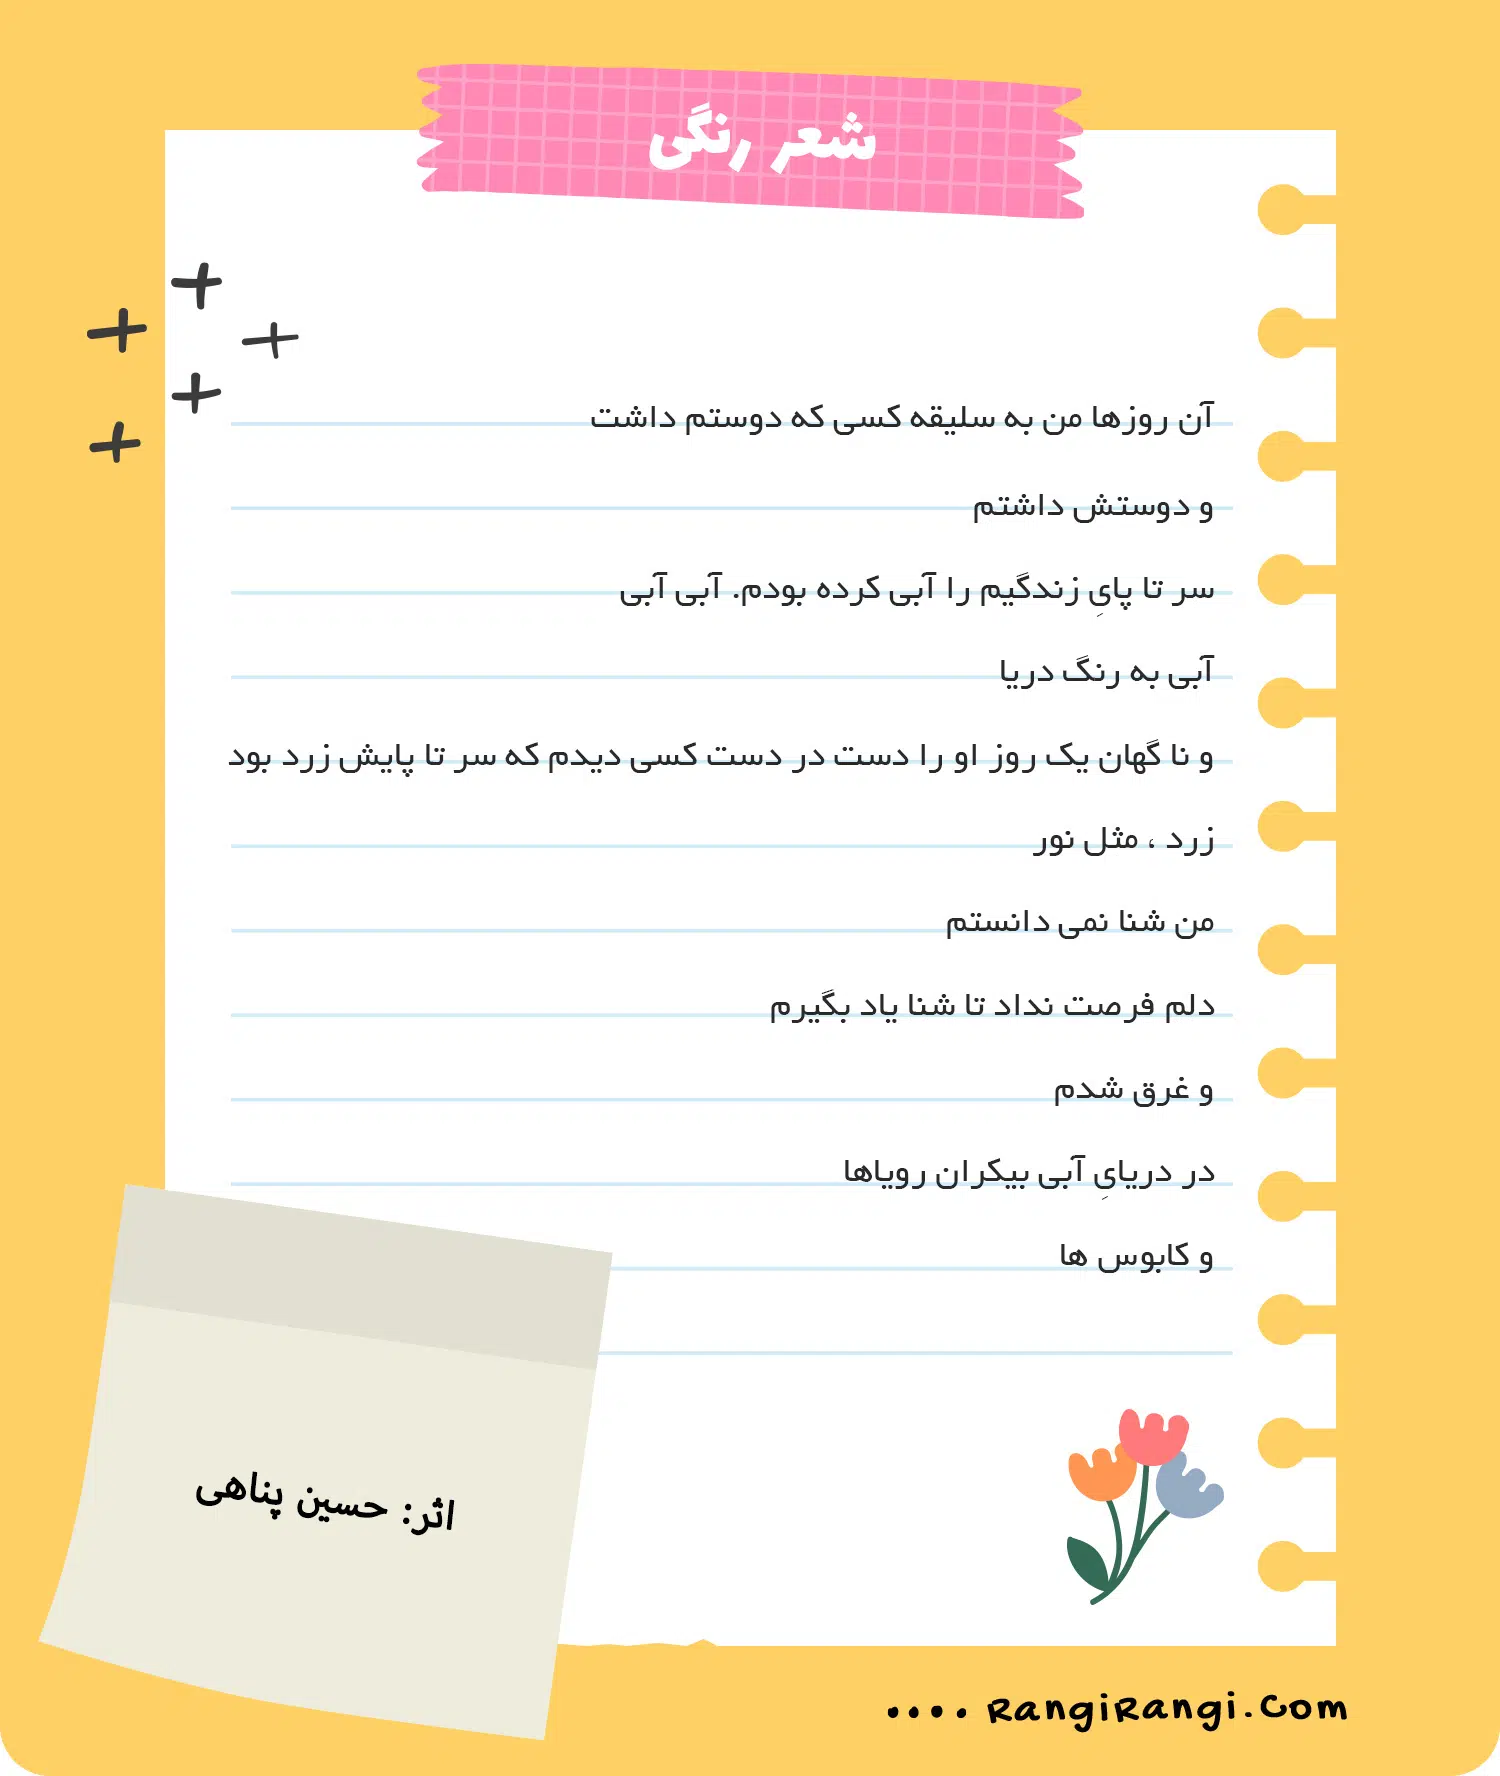 شعر رنگی
آن روزها من به سلیقه کسی که دوستم داشت
و دوستش داشتم
سر تا پایِ زندگیم را آبی کرده بودم. آبی آبی
آبی به رنگ دریا
و نا گهان یک روز او را دست در دست کسی دیدم که سر تا پایش زرد بود
زرد ، مثل نور
من شنا نمی دانستم
دلم فرصت نداد تا شنا یاد بگیرم
و غرق شدم
در دریایِ آبی بیکران رویاها
و کابوس ها
اثر: حسین پناهی
•••• RangiRangi.Com